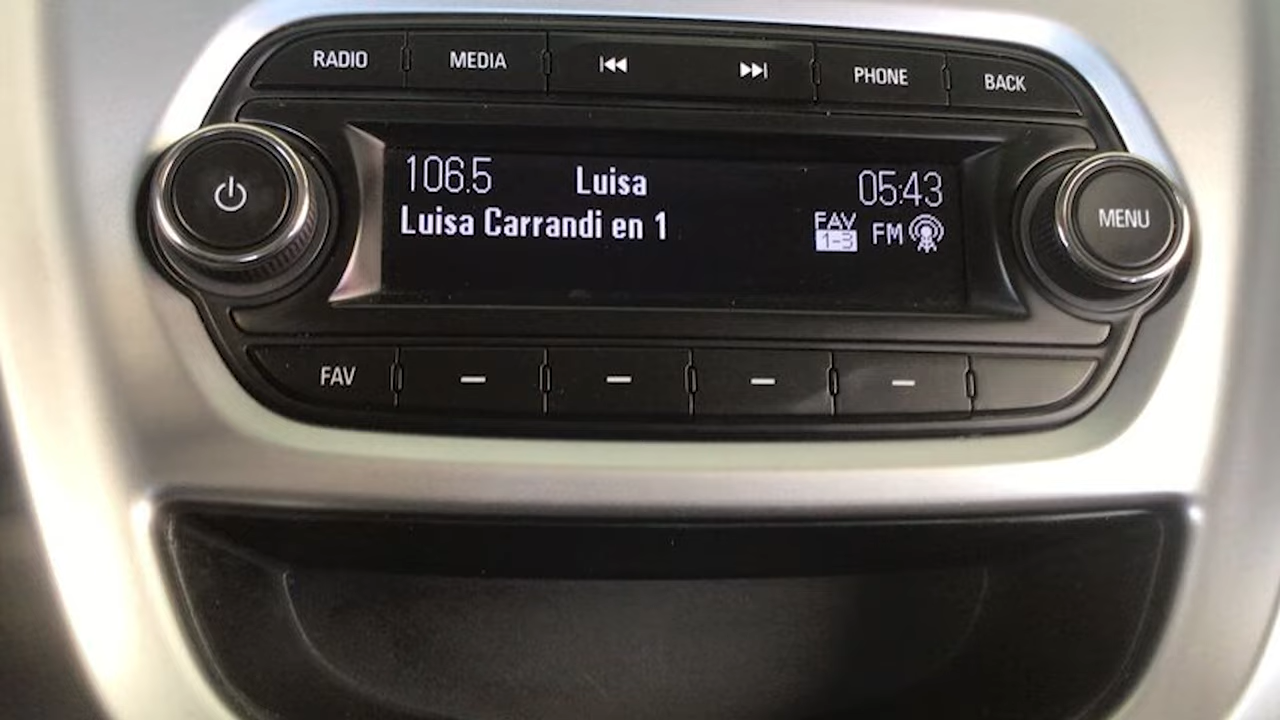 RADIO MEDIA PHONE BACK
106.5 Luisa 05:43
Luisa Carrandi en 1 FAV 1-3 FM
MENU
FAV